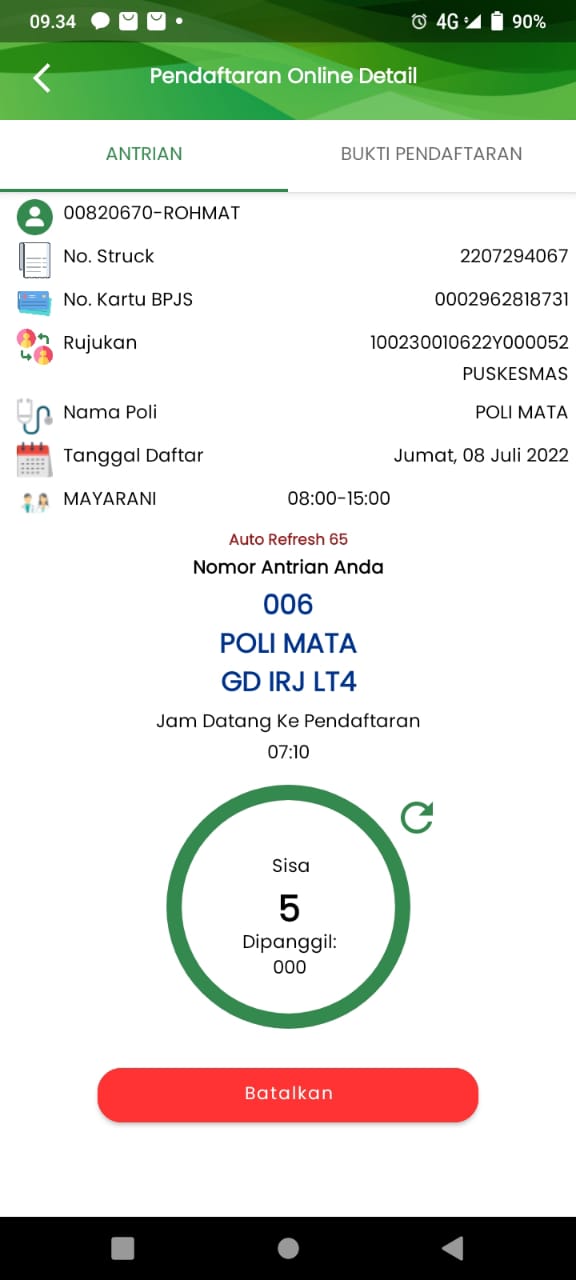 09.34 4G 90%
Pendaftaran Online Detail
ANTRIAN BUKTI PENDAFTARAN
00820670-ROHMAT
No. Struck 2207294067
No. Kartu BPJS 0002962818731
Rujukan 100230010622Y000052
PUSKESMAS
Nama Poli POLI MATA
Tanggal Daftar Jumat, 08 Juli 2022
MAYARANI 08:00-15:00
Auto Refresh 65
Nomor Antrian Anda
006
POLI MATA
GD IRJ LT4
Jam Datang Ke Pendaftaran
07:10
Sisa
5
Dipanggil:
000
Batalkan